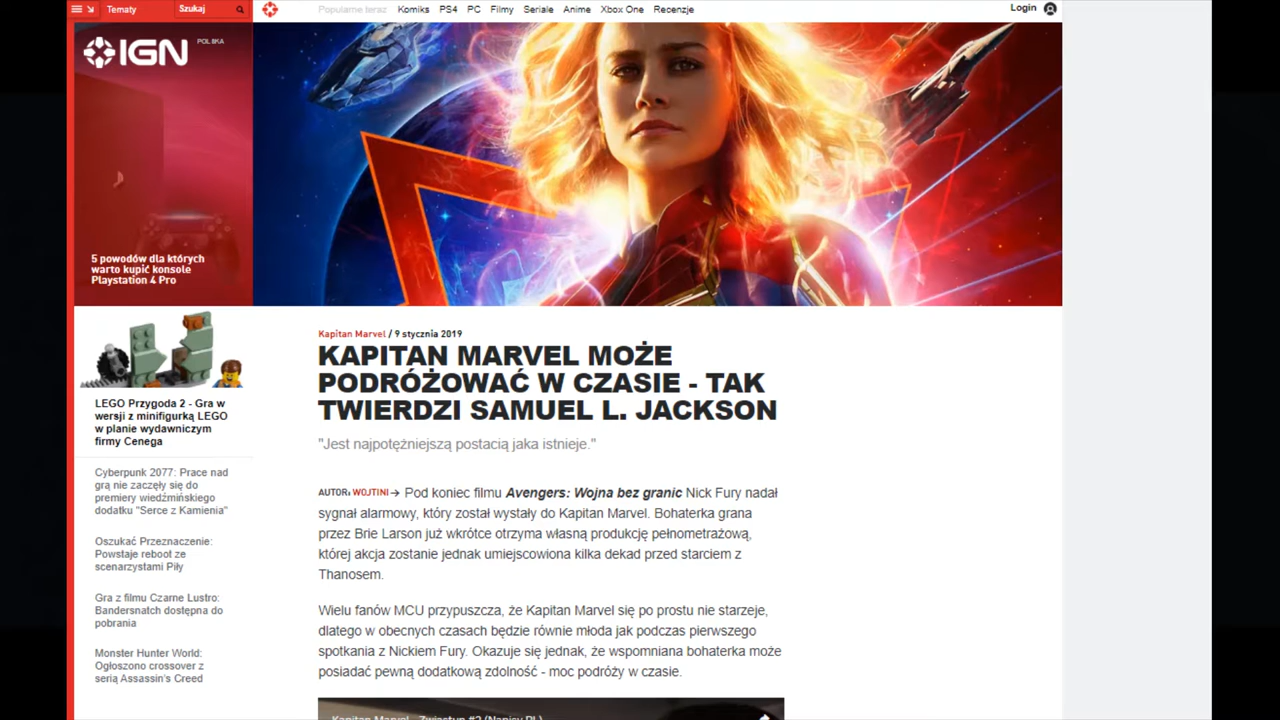 Tematy
Szukaj
Popularne teraz
Komiks
PS4
PC
Filmy
Seriale
Anime
Xbox One
Recenzje
Login
IGN
POLSKA
5 powodów dla których
warto kupić konsole
Playstation 4 Pro
LEGO Przygoda 2 - Gra w
wersji z minifigurką LEGO
w planie wydawniczym
firmy Cenega
Cyberpunk 2077: Prace nad
grą nie zaczęły się do
premiery wiedźmińskiego
dodatku "Serce z Kamienia"
Oszukać Przeznaczenie:
Powstaje reboot ze
scenarzystami Piły
Gra z filmu Czarne Lustro:
Bandersnatch dostępna do
pobrania
Monster Hunter World:
Ogłoszono crossover z
serią Assassin's Creed
Kapitan Marvel / 9 stycznia 2019
KAPITAN MARVEL MOŻE
PODRÓŻOWAĆ W CZASIE - TAK
TWIERDZI SAMUEL L. JACKSON
"Jest najpotężniejszą postacią jaka istnieje."
AUTOR: WOJTINI → Pod koniec filmu Avengers: Wojna bez granic Nick Fury nadał
sygnał alarmowy, który został wystały do Kapitan Marvel. Bohaterka grana
przez Brie Larson już wkrótce otrzyma własną produkcję pełnometrażową,
której akcja zostanie jednak umiejscowiona kilka dekad przed starciem z
Thanosem.
Wielu fanów MCU przypuszcza, że Kapitan Marvel się po prostu nie starzeje,
dlatego w obecnych czasach będzie równie młoda jak podczas pierwszego
spotkania z Nickiem Fury. Okazuje się jednak, że wspomniana bohaterka może
posiadać pewną dodatkową zdolność - moc podróży w czasie.
Kapitan Marvel - Zwiastun #2 (Napisy PL)